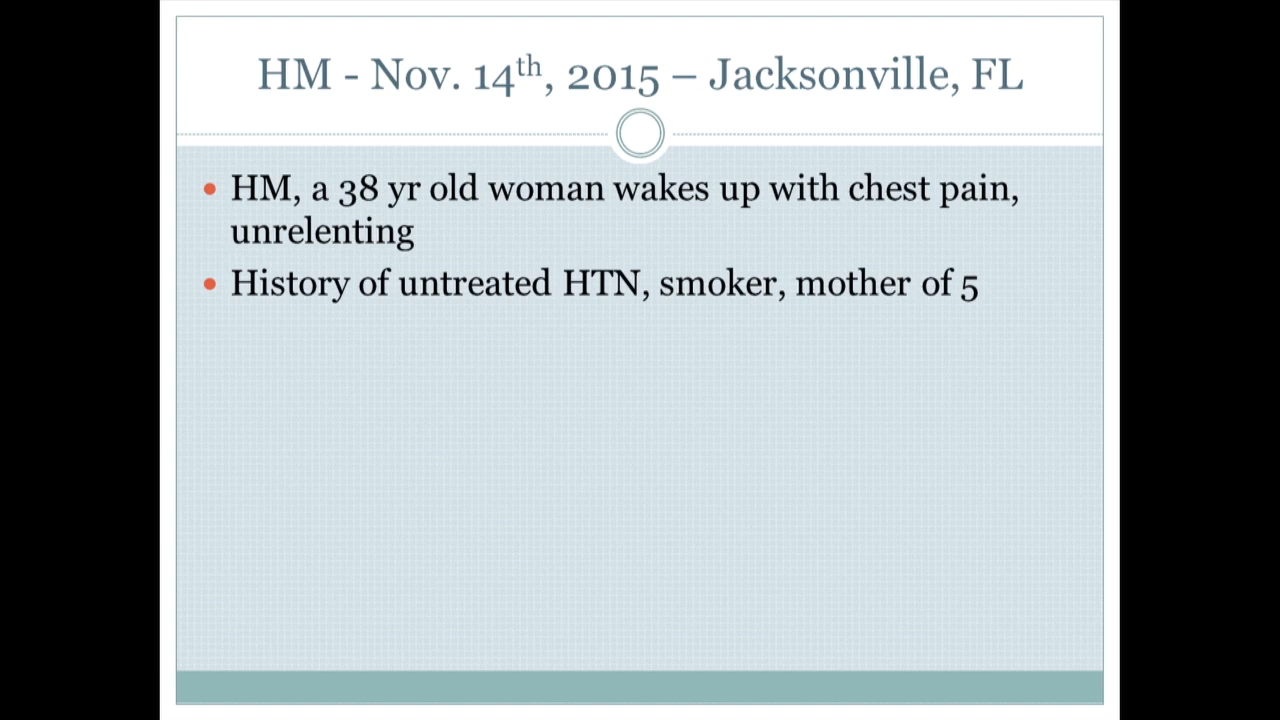 HM - Nov. 14th, 2015 – Jacksonville, FL
• HM, a 38 yr old woman wakes up with chest pain,
unrelenting
• History of untreated HTN, smoker, mother of 5